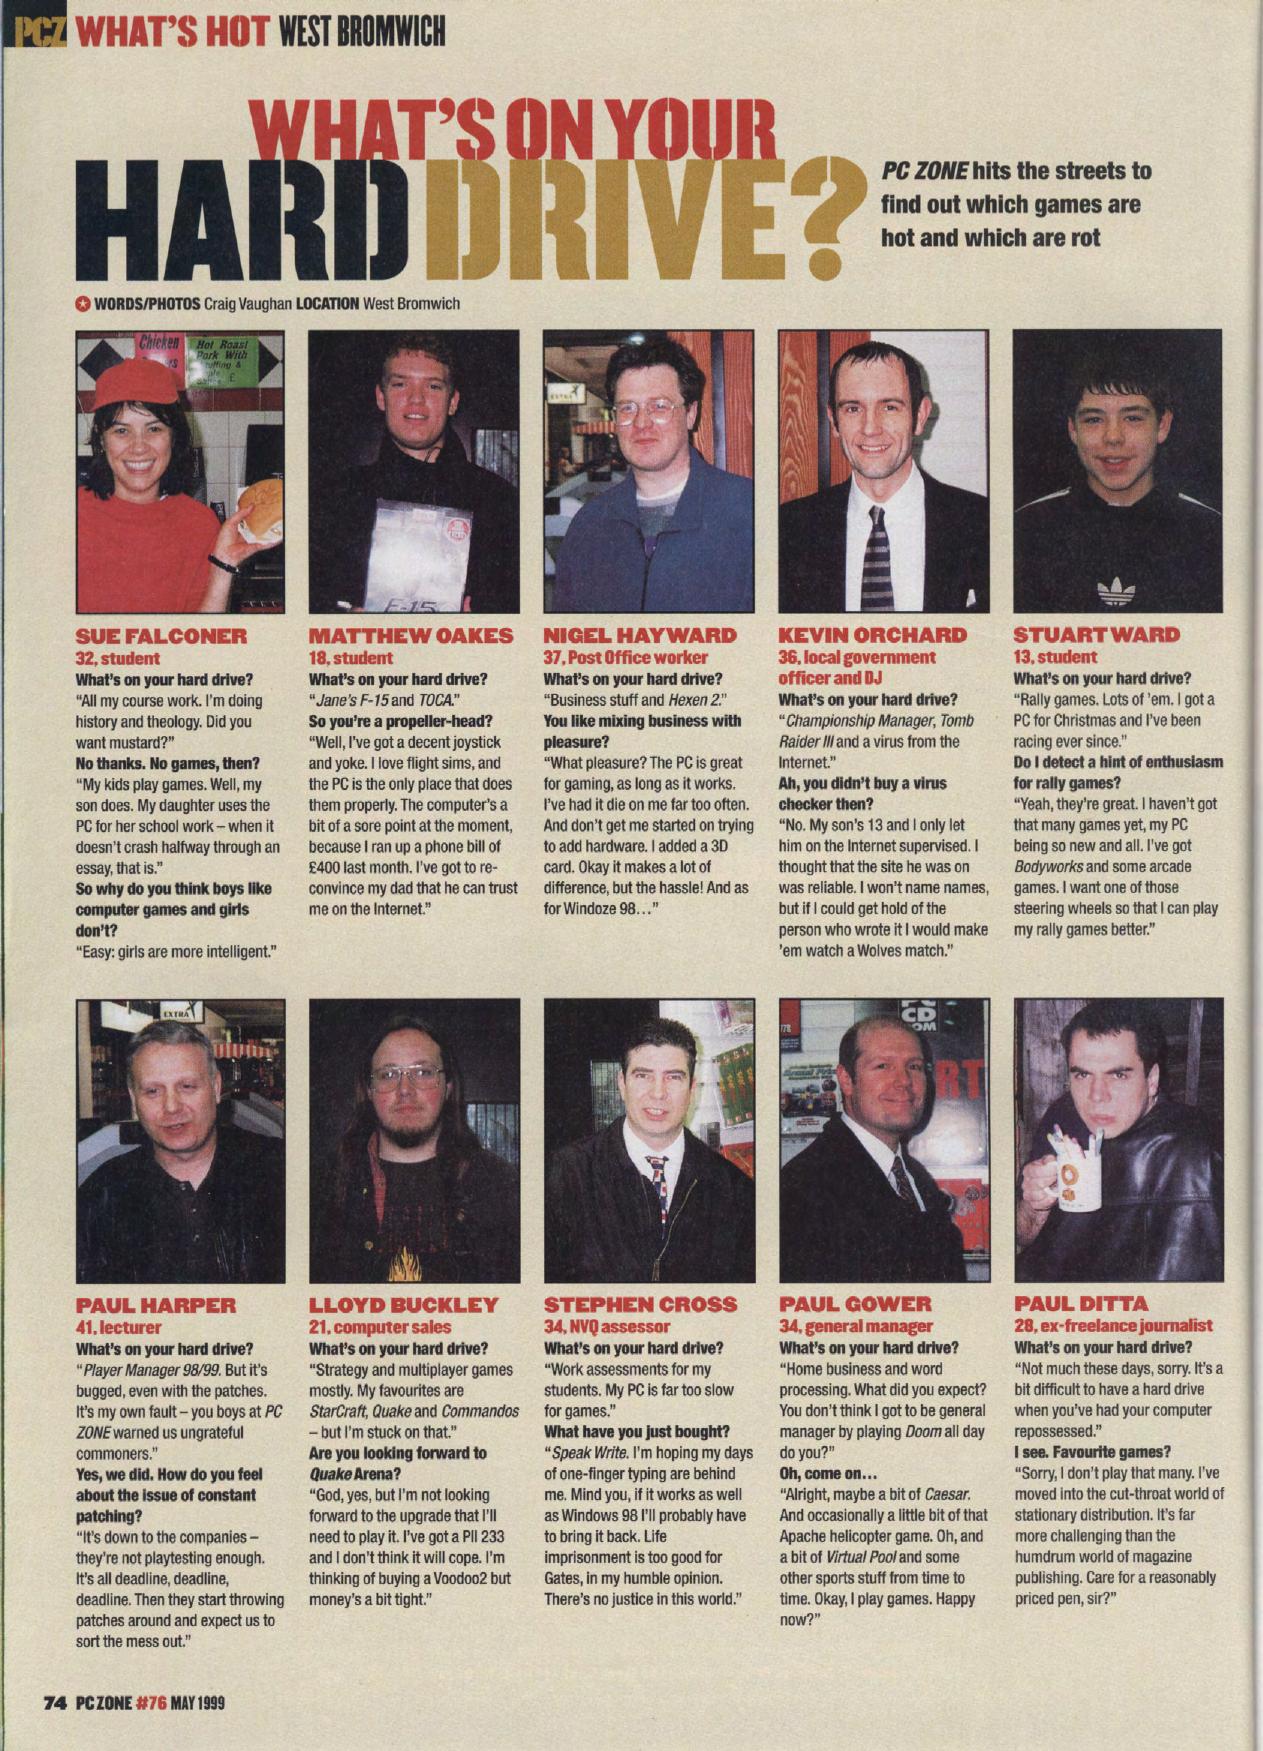 PCZ WHAT'S HOT WEST BROMWICH
WHAT'S ON YOUR
HARD DRIVE?
PC ZONE hits the streets to
find out which games are
hot and which are rot
WORDS/PHOTOS Craig Vaughan LOCATION West Bromwich
Chicken
Hot Roast
Pork With
EXTRA
F-15
SUE FALCONER
32, student
What's on your hard drive?
"All my course work. I'm doing
history and theology. Did you
want mustard?"
No thanks. No games, then?
"My kids play games. Well, my
son does. My daughter uses the
PC for her school work – when it
doesn't crash halfway through an
essay, that is."
So why do you think boys like
computer games and girls
don't?
"Easy: girls are more intelligent."
MATTHEW OAKES
18, student
What's on your hard drive?
"Jane's F-15 and TOCA."
So you're a propeller-head?
"Well, I've got a decent joystick
and yoke. I love flight sims, and
the PC is the only place that does
them properly. The computer's a
bit of a sore point at the moment,
because I ran up a phone bill of
£400 last month. I've got to re-
convince my dad that he can trust
me on the Internet."
NIGEL HAYWARD
37, Post Office worker
What's on your hard drive?
"Business stuff and Hexen 2."
You like mixing business with
pleasure?
"What pleasure? The PC is great
for gaming, as long as it works.
I've had it die on me far too often.
And don't get me started on trying
to add hardware. I added a 3D
card. Okay it makes a lot of
difference, but the hassle! And as
for Windoze 98..."
KEVIN ORCHARD
36, local government
officer and DJ
What's on your hard drive?
"Championship Manager, Tomb
Raider III and a virus from the
Internet."
Ah, you didn't buy a virus
checker then?
"No. My son's 13 and I only let
him on the Internet supervised. I
thought that the site he was on
was reliable. I won't name names,
but if I could get hold of the
person who wrote it I would make
'em watch a Wolves match."
STUART WARD
13, student
What's on your hard drive?
"Rally games. Lots of 'em. I got a
PC for Christmas and I've been
racing ever since."
Do I detect a hint of enthusiasm
for rally games?
"Yeah, they're great. I haven't got
that many games yet, my PC
being so new and all. I've got
Bodyworks and some arcade
games. I want one of those
steering wheels so that I can play
my rally games better."
EXTRA
PC
CD
ROM
PAUL HARPER
41, lecturer
What's on your hard drive?
"Player Manager 98/99. But it's
bugged, even with the patches.
It's my own fault – you boys at PC
ZONE warned us ungrateful
commoners."
Yes, we did. How do you feel
about the issue of constant
patching?
"It's down to the companies –
they're not playtesting enough.
It's all deadline, deadline,
deadline. Then they start throwing
patches around and expect us to
sort the mess out."
LLOYD BUCKLEY
21, computer sales
What's on your hard drive?
"Strategy and multiplayer games
mostly. My favourites are
StarCraft, Quake and Commandos
– but I'm stuck on that."
Are you looking forward to
Quake Arena?
"God, yes, but I'm not looking
forward to the upgrade that I'll
need to play it. I've got a PII 233
and I don't think it will cope. I'm
thinking of buying a Voodoo2 but
money's a bit tight."
STEPHEN CROSS
34, NVQ assessor
What's on your hard drive?
"Work assessments for my
students. My PC is far too slow
for games."
What have you just bought?
"Speak Write. I'm hoping my days
of one-finger typing are behind
me. Mind you, if it works as well
as Windows 98 I'll probably have
to bring it back. Life
imprisonment is too good for
Gates, in my humble opinion.
There's no justice in this world."
PAUL GOWER
34, general manager
What's on your hard drive?
"Home business and word
processing. What did you expect?
You don't think I got to be general
manager by playing Doom all day
do you?"
Oh, come on...
"Alright, maybe a bit of Caesar.
And occasionally a little bit of that
Apache helicopter game. Oh, and
a bit of Virtual Pool and some
other sports stuff from time to
time. Okay, I play games. Happy
now?"
PAUL DITTA
28, ex-freelance journalist
What's on your hard drive?
"Not much these days, sorry. It's a
bit difficult to have a hard drive
when you've had your computer
repossessed."
I see. Favourite games?
"Sorry, I don't play that many. I've
moved into the cut-throat world of
stationary distribution. It's far
more challenging than the
humdrum world of magazine
publishing. Care for a reasonably
priced pen, sir?"
74 PC ZONE #76 MAY 1999